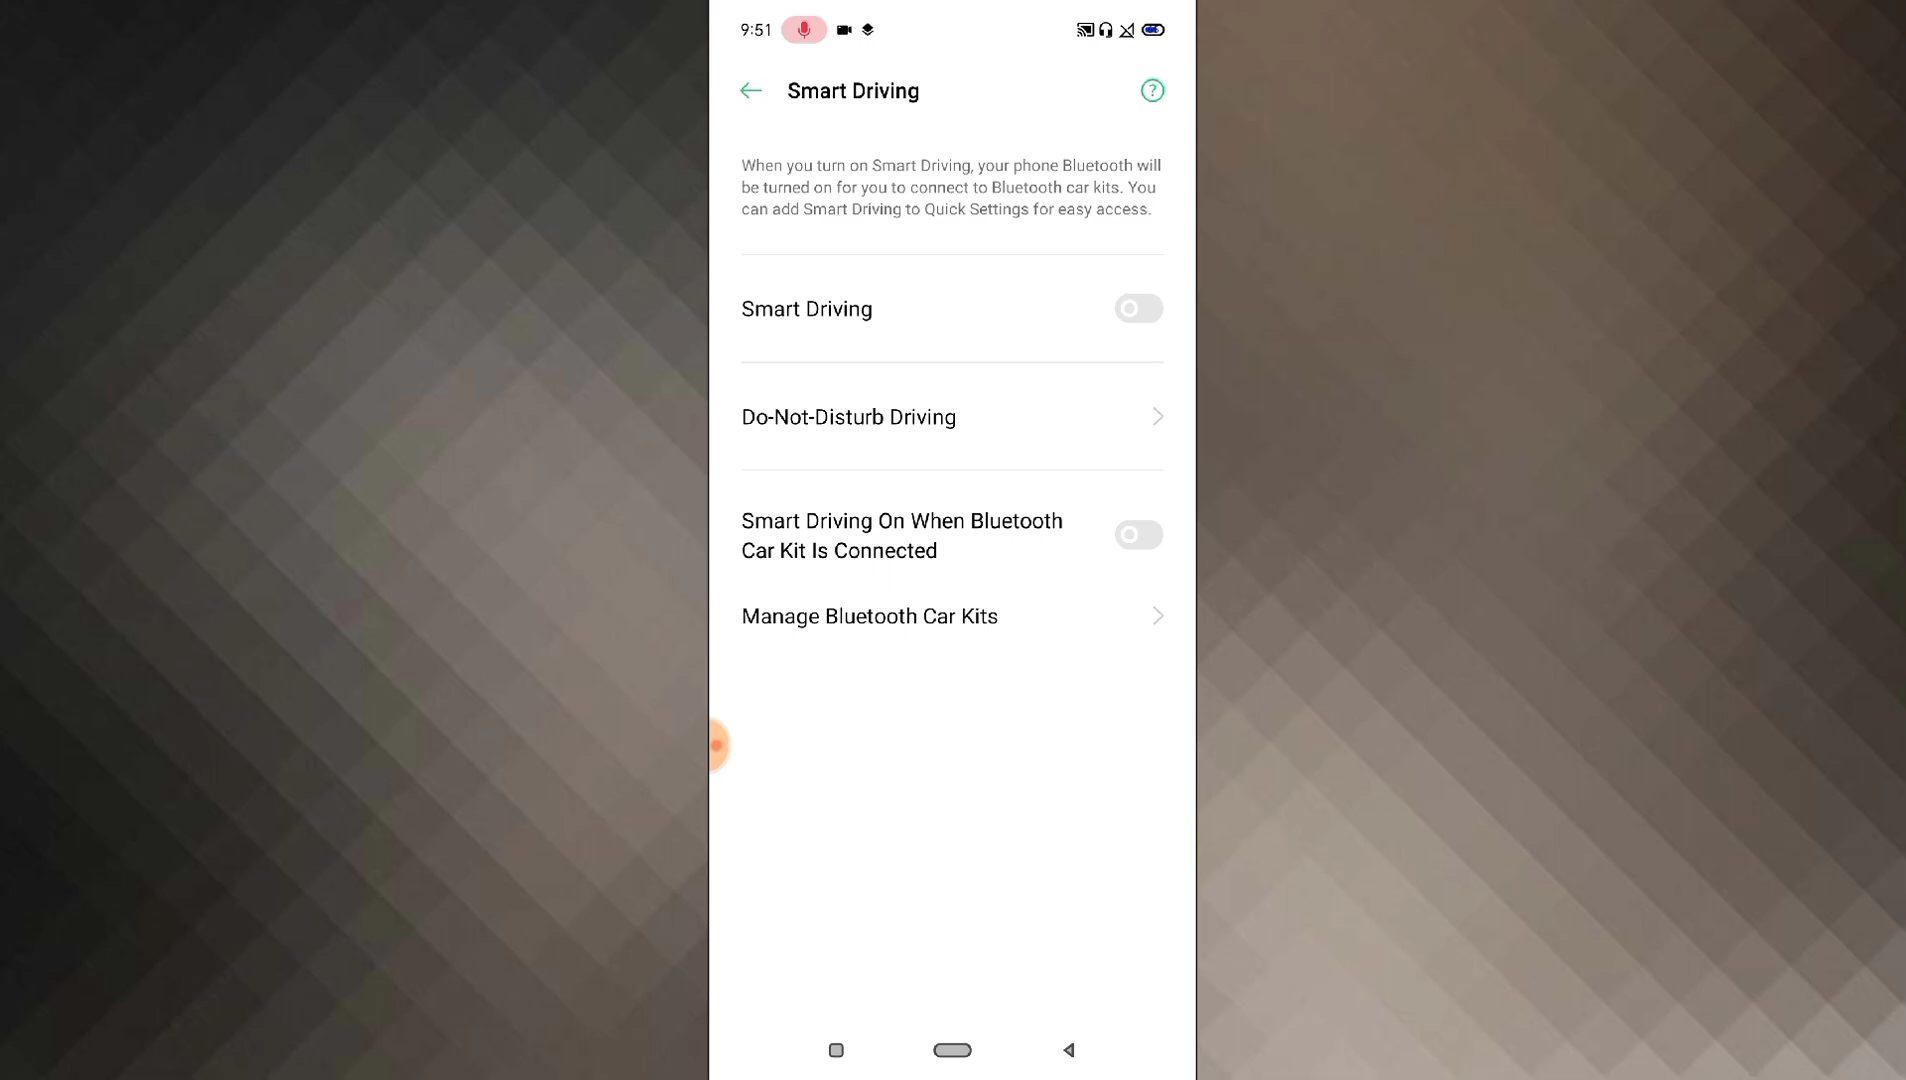 9:51
Smart Driving
?
When you turn on Smart Driving, your phone Bluetooth will
be turned on for you to connect to Bluetooth car kits. You
can add Smart Driving to Quick Settings for easy access.
Smart Driving
Do-Not-Disturb Driving
Smart Driving On When Bluetooth
Car Kit Is Connected
Manage Bluetooth Car Kits